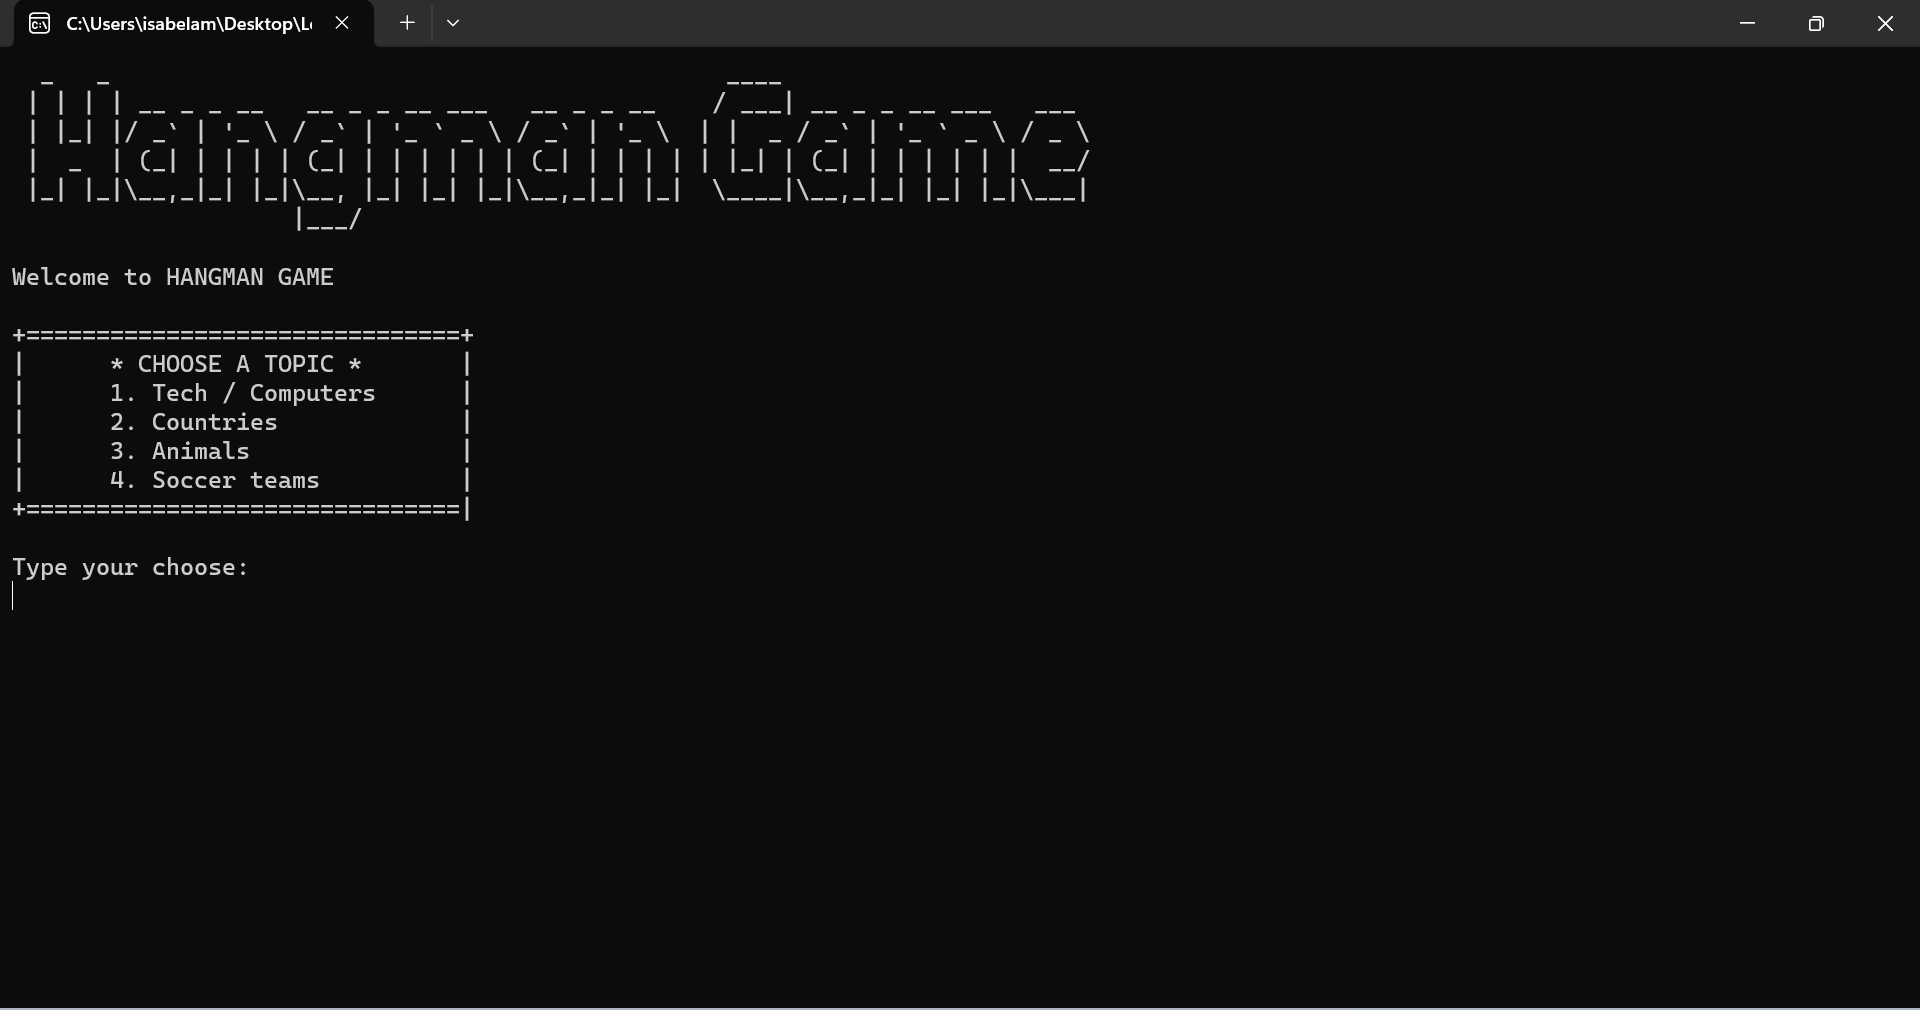 C:\Users\isabelam\Desktop\L
Hangman Game
Welcome to HANGMAN GAME
+===============================+
| * CHOOSE A TOPIC * |
| 1. Tech / Computers |
| 2. Countries |
| 3. Animals |
| 4. Soccer teams |
+===============================|
Type your choose: